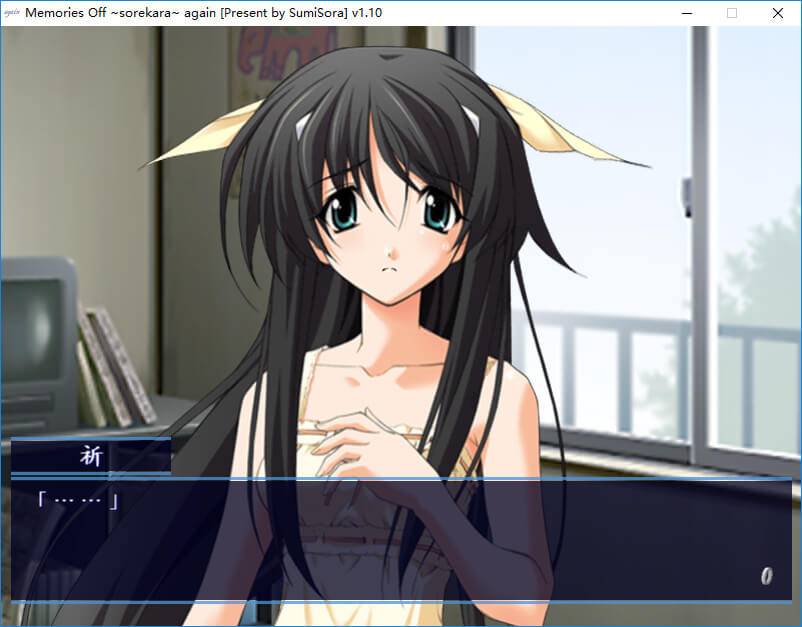 Memories Off ~sorekara~ again [Present by SumiSora] v1.10
祈
「……」